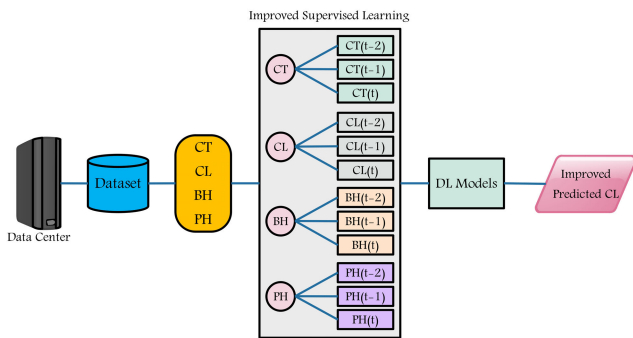 Improved Supervised Learning
Data Center
Dataset
CT
CL
BH
PH
CT
CT(t-2)
CT(t-1)
CT(t)
CL
CL(t-2)
CL(t-1)
CL(t)
BH
BH(t-2)
BH(t-1)
BH(t)
PH
PH(t-2)
PH(t-1)
PH(t)
DL Models
Improved
Predicted CL